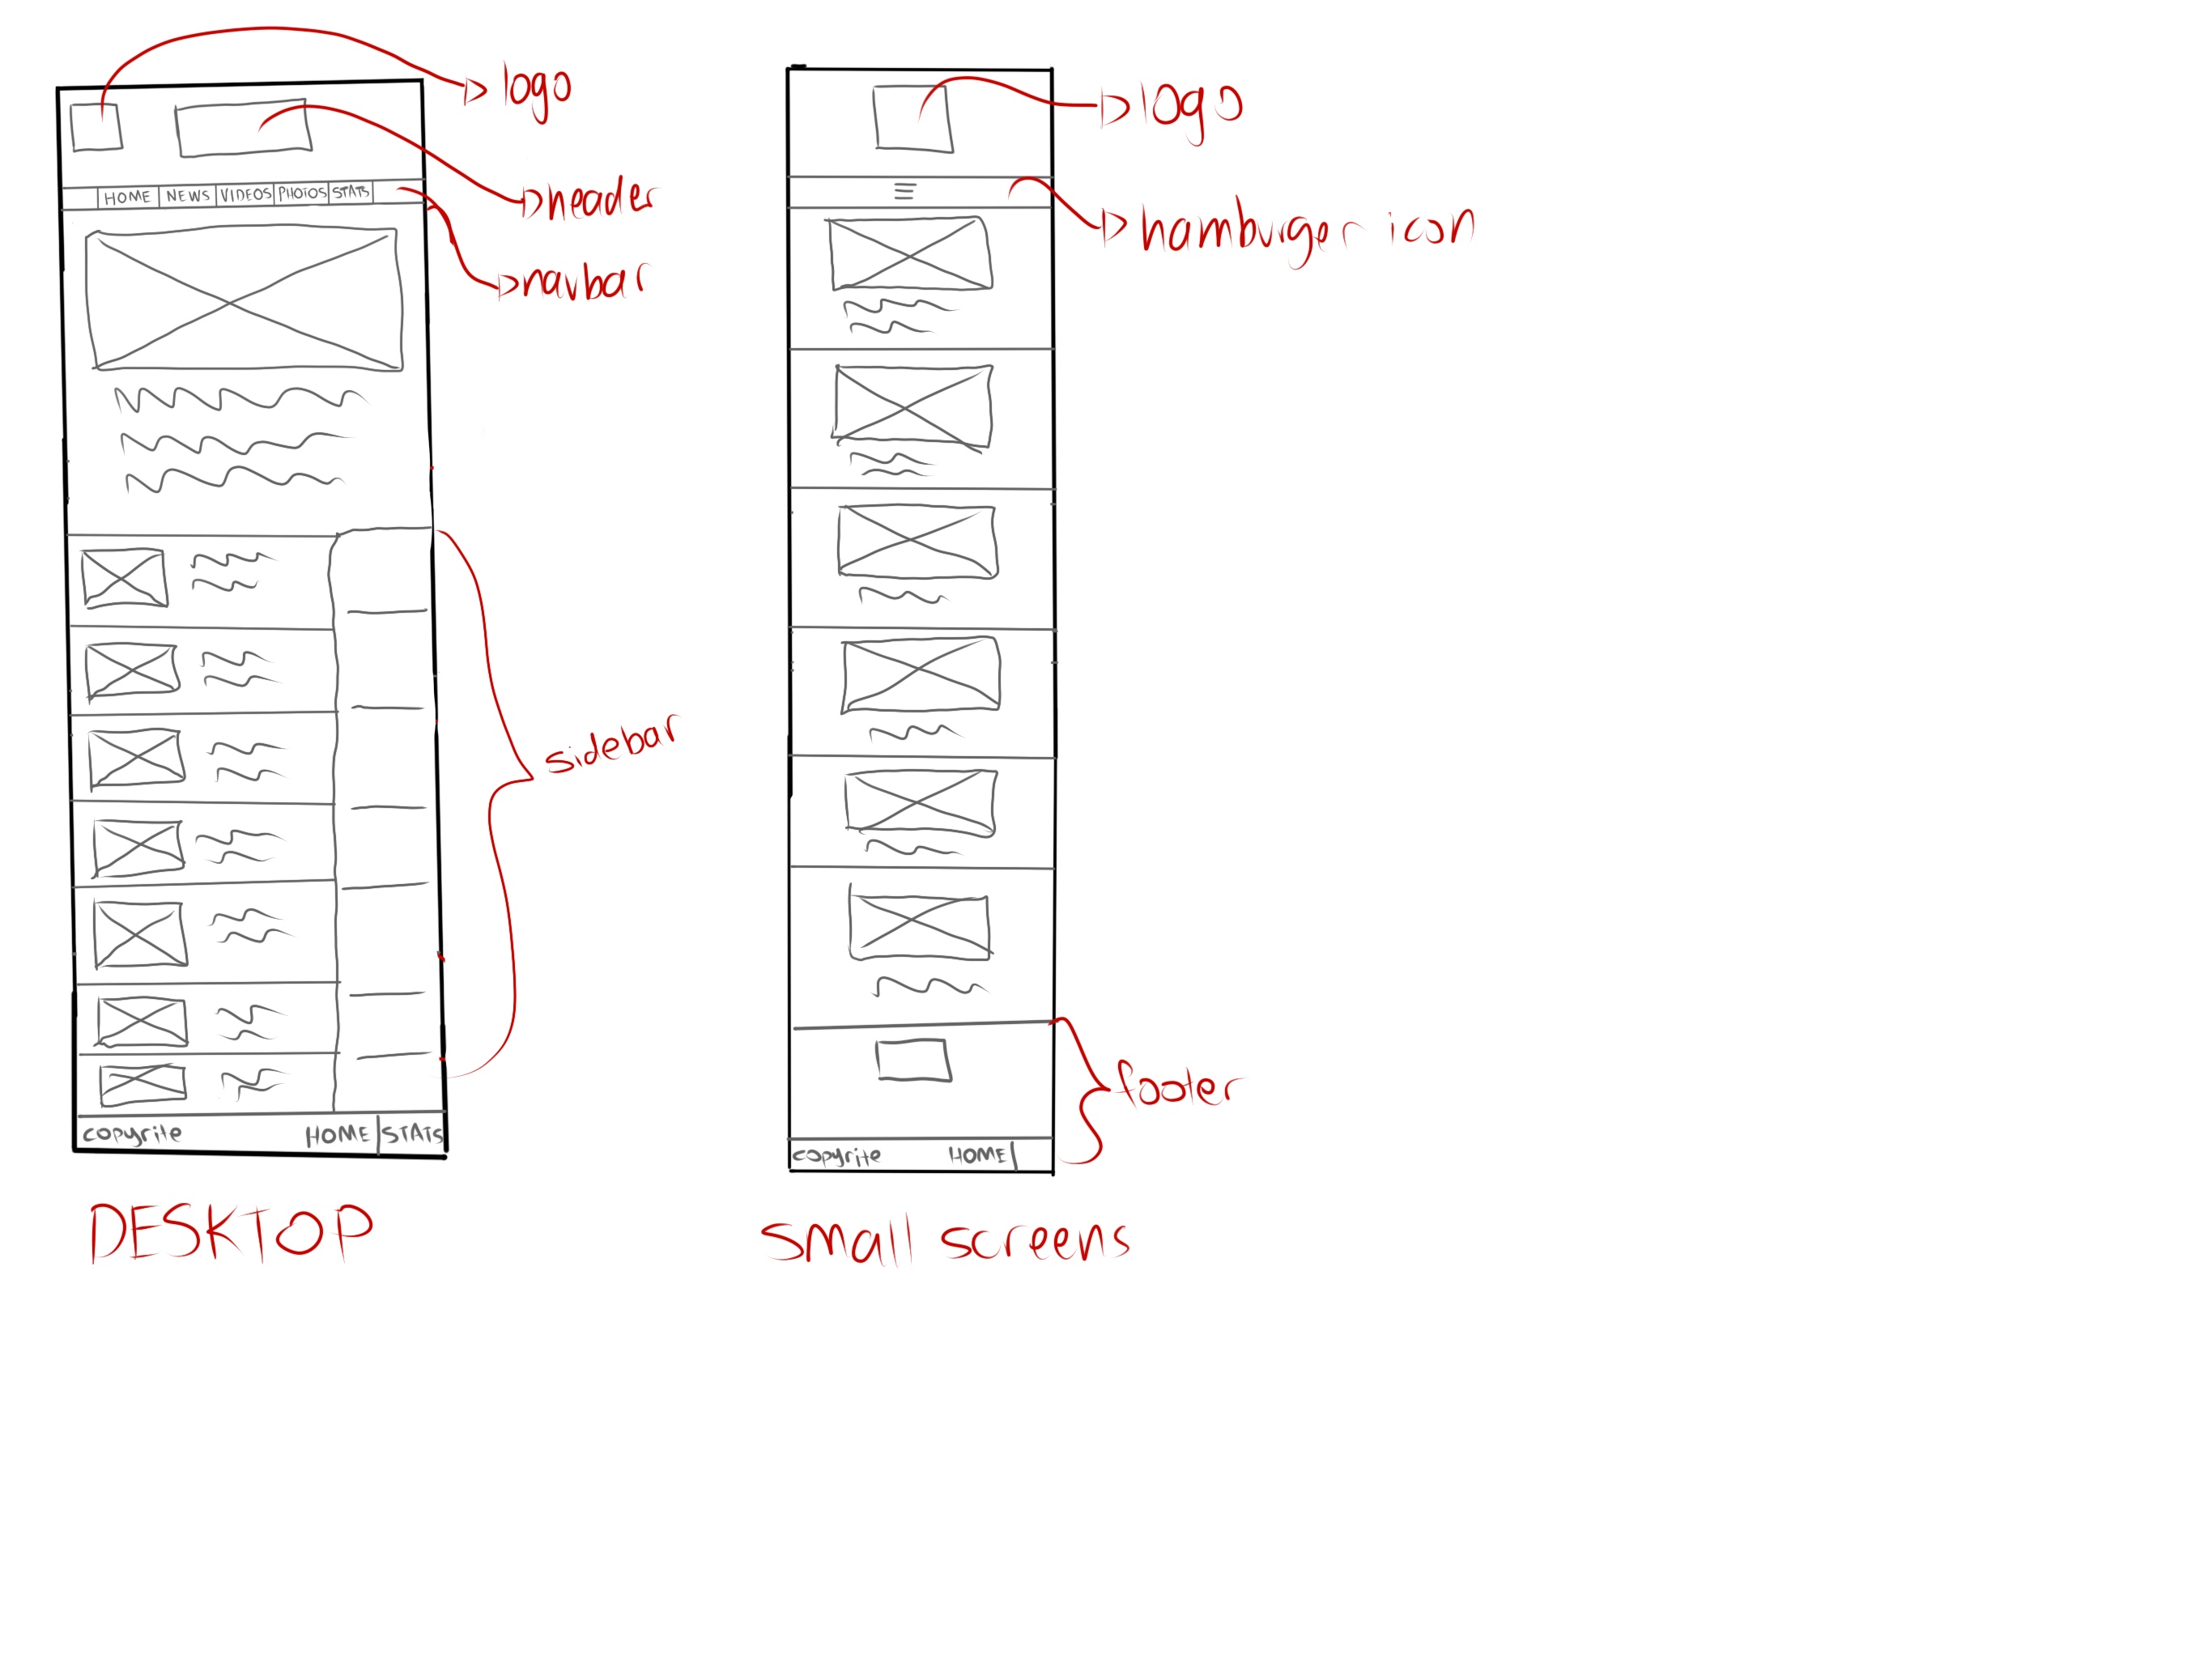 logo
header
HOME NEWS VIDEOS PHOTOS STATS
navbar
sidebar
copyrite HOME STATS
DESKTOP
logo
hamburger icon
footer
copyrite HOME
small screens